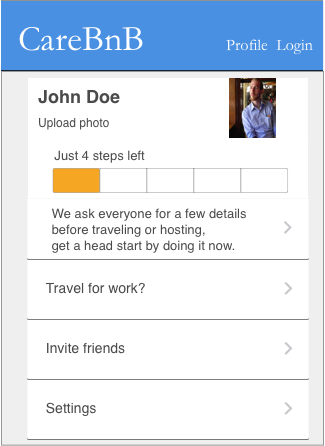 CareBnB
Profile Login
John Doe
Upload photo
Just 4 steps left
We ask everyone for a few details
before traveling or hosting,
get a head start by doing it now.
Travel for work?
Invite friends
Settings